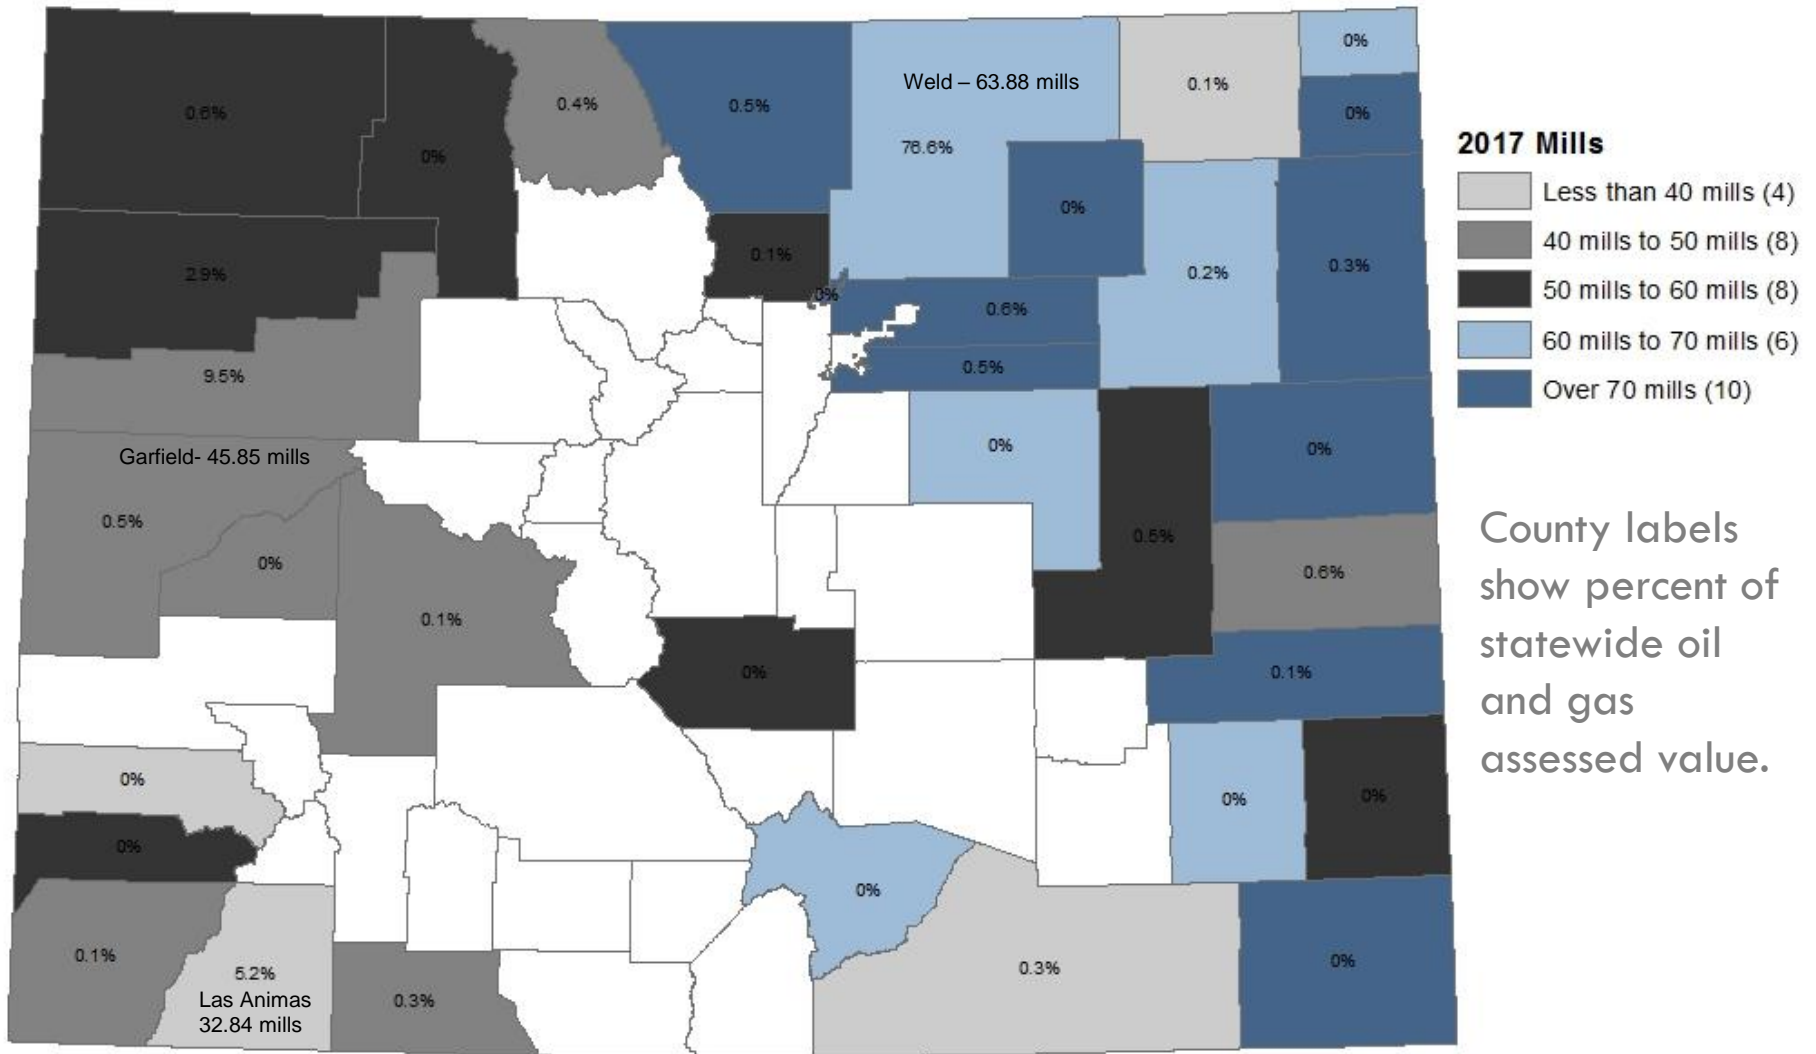 0%
0.6%
0.4%
0.5%
Weld – 63.88 mills
0.1%
0%
0%
76.6%
0%
0.2%
0.3%
2.9%
0.1%
0%
0.6%
0.5%
9.5%
Garfield- 45.85 mills
0%
0%
0.5%
0%
0.5%
0.6%
0.1%
0%
0.1%
0%
0%
0%
0%
0%
0.1%
5.2%
Las Animas
32.84 mills
0.3%
0.3%
0%
2017 Mills
Less than 40 mills (4)
40 mills to 50 mills (8)
50 mills to 60 mills (8)
60 mills to 70 mills (6)
Over 70 mills (10)
County labels
show percent of
statewide oil
and gas
assessed value.